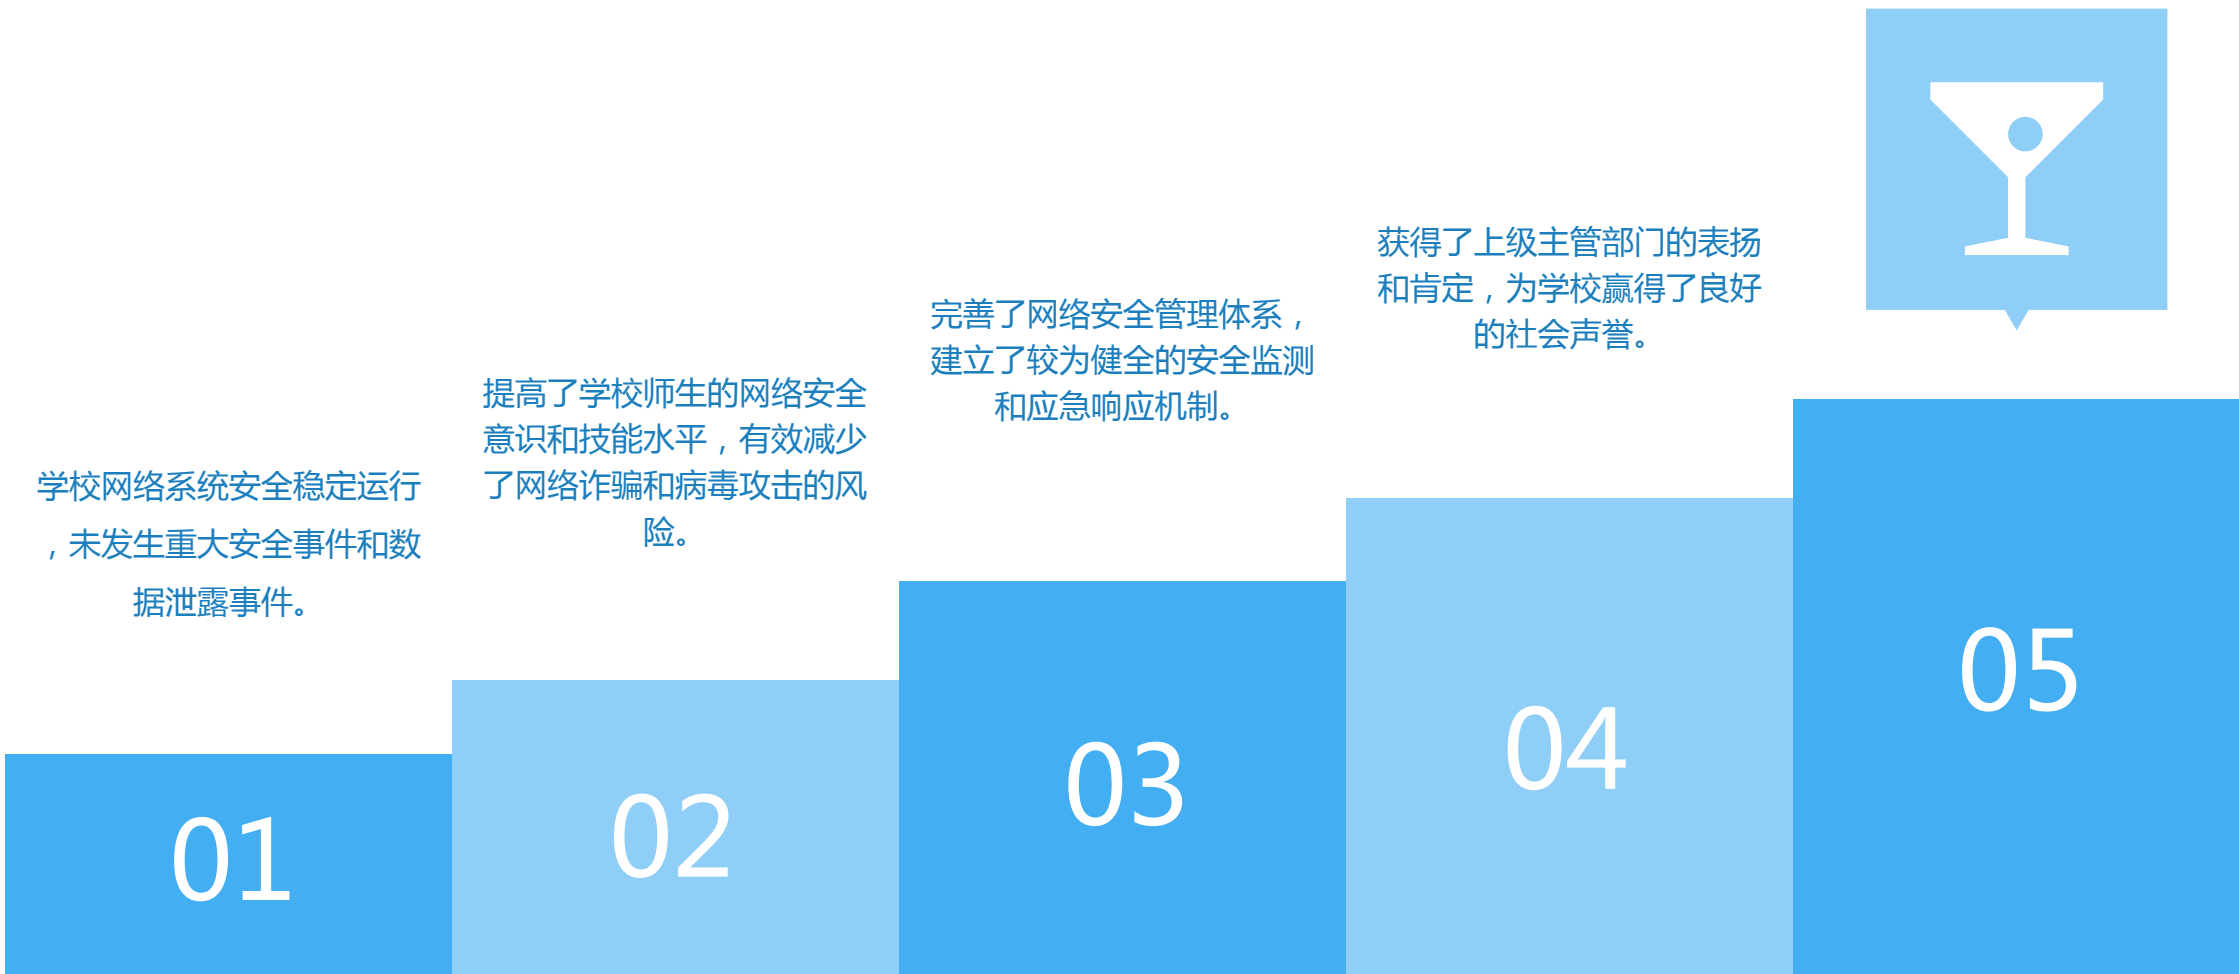 学校网络系统安全稳定运行
，未发生重大安全事件和数
据泄露事件。
01
提高了学校师生的网络安全
意识和技能水平，有效减少
了网络诈骗和病毒攻击的风
险。
02
完善了网络安全管理体系，
建立了较为健全的安全监测
和应急响应机制。
03
获得了上级主管部门的表扬
和肯定，为学校赢得了良好
的社会声誉。
04
05